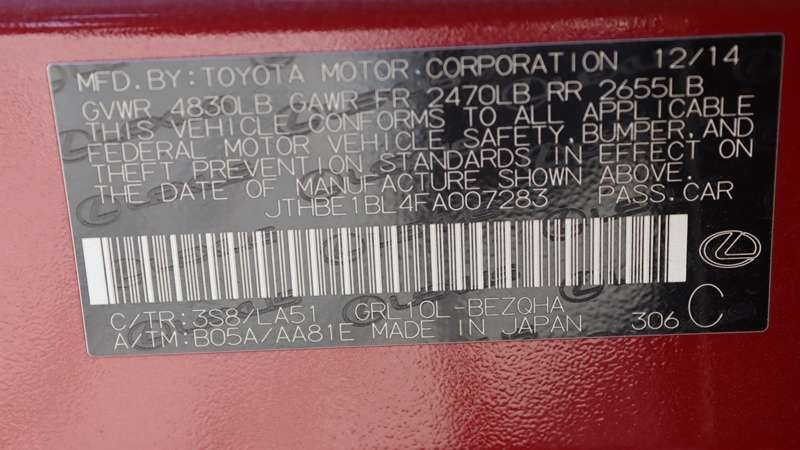 MFD.BY:TOYOTA MOTOR CORPORATION 12/14
GVWR 4830LB GAWR FR 2470LB RR 2655LB
THIS VEHICLE CONFORMS TO ALL APPLICABLE
FEDERAL MOTOR VEHICLE SAFETY,BUMPER,AND
THEFT PREVENTION STANDARDS IN EFFECT ON
THE DATE OF MANUFACTURE SHOWN ABOVE.
JTHBE1BL4FA007283 PASS.CAR
C/TR:3S8/LA51 GRL10L-BEZQHA
A/TM:B05A/AA81E MADE IN JAPAN 306 C